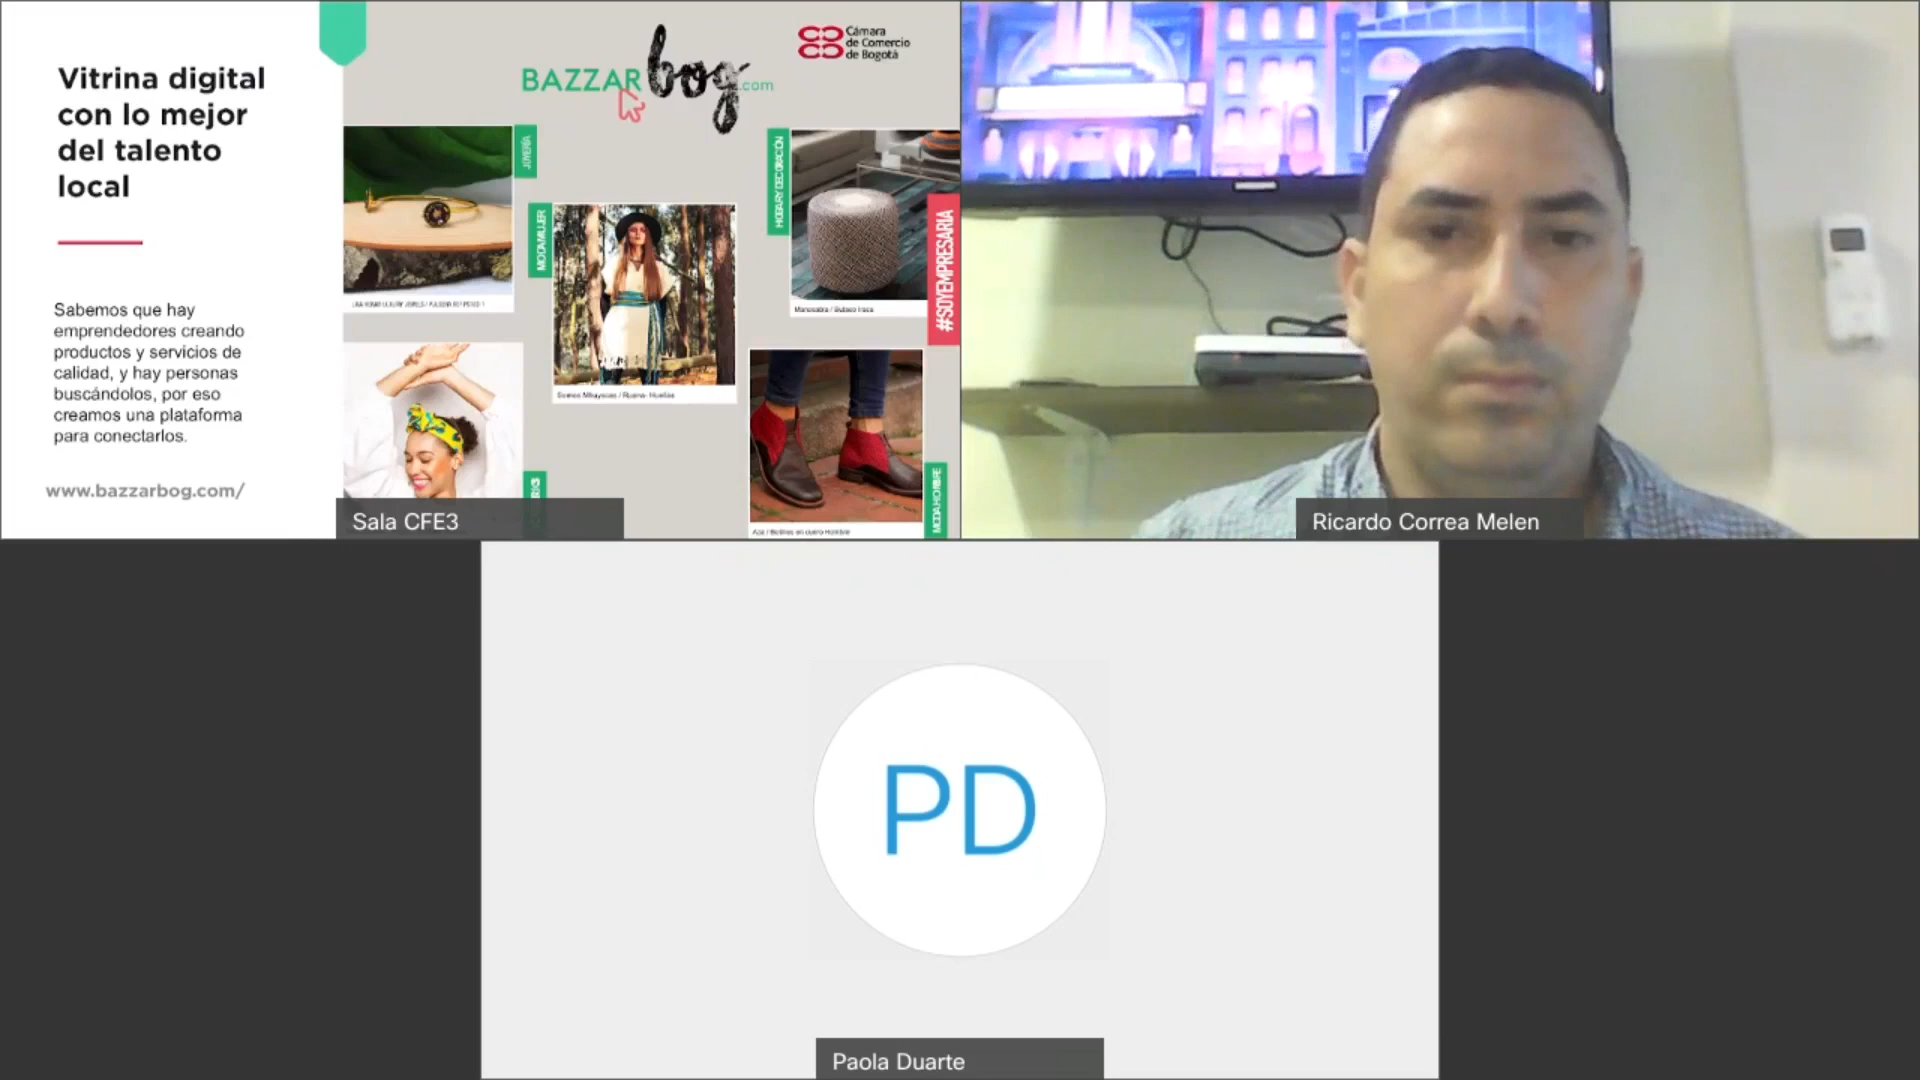 Vitrina digital
con lo mejor
del talento
local
Sabemos que hay
emprendedores creando
productos y servicios de
calidad, y hay personas
buscándolos, por eso
creamos una plataforma
para conectarlos.
www.bazzarbog.com/
BAZZAR bog .com
Cámara
de Comercio
de Bogotá
JOYERÍA
MODA MUJER
HOGAR Y DECORACIÓN
#SOYEMPRESARIA
MODA HOMBRE
Sala CFE3
Ricardo Correa Melen
PD
Paola Duarte